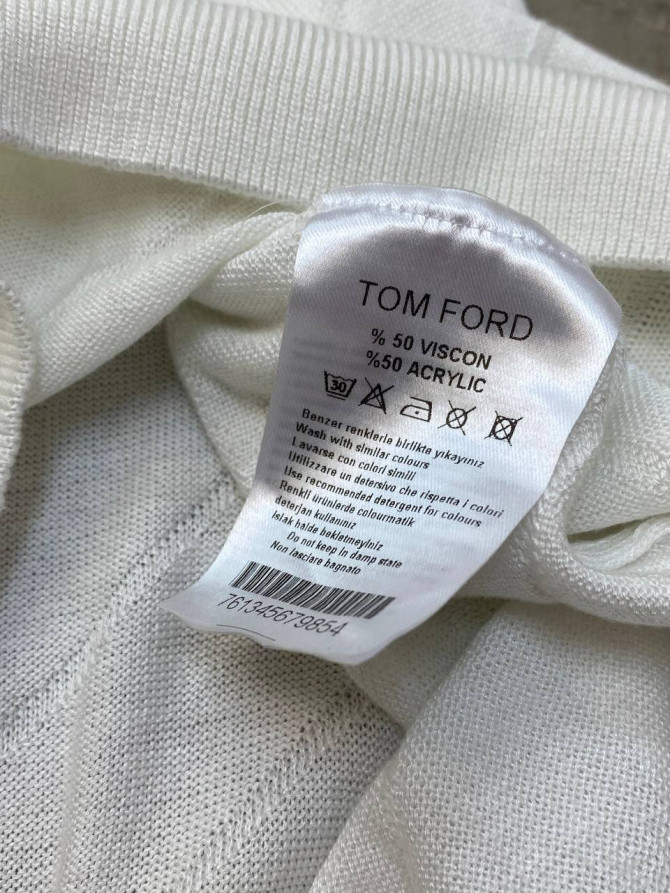 TOM FORD
% 50 VISCON
%50 ACRYLIC
30
Benzer renklerle birlikte yıkayınız
Wash with similar colours
Lavarse con colori simili
Utilizzare un detersivo che rispetta i colori
Use recommended detergent for colours
Renkli ürünlerde colourmatik
deterjan kullanınız
Islak halde bekletmeyiniz
Do not keep in damp state
Non lasciare bagnato
761345679854